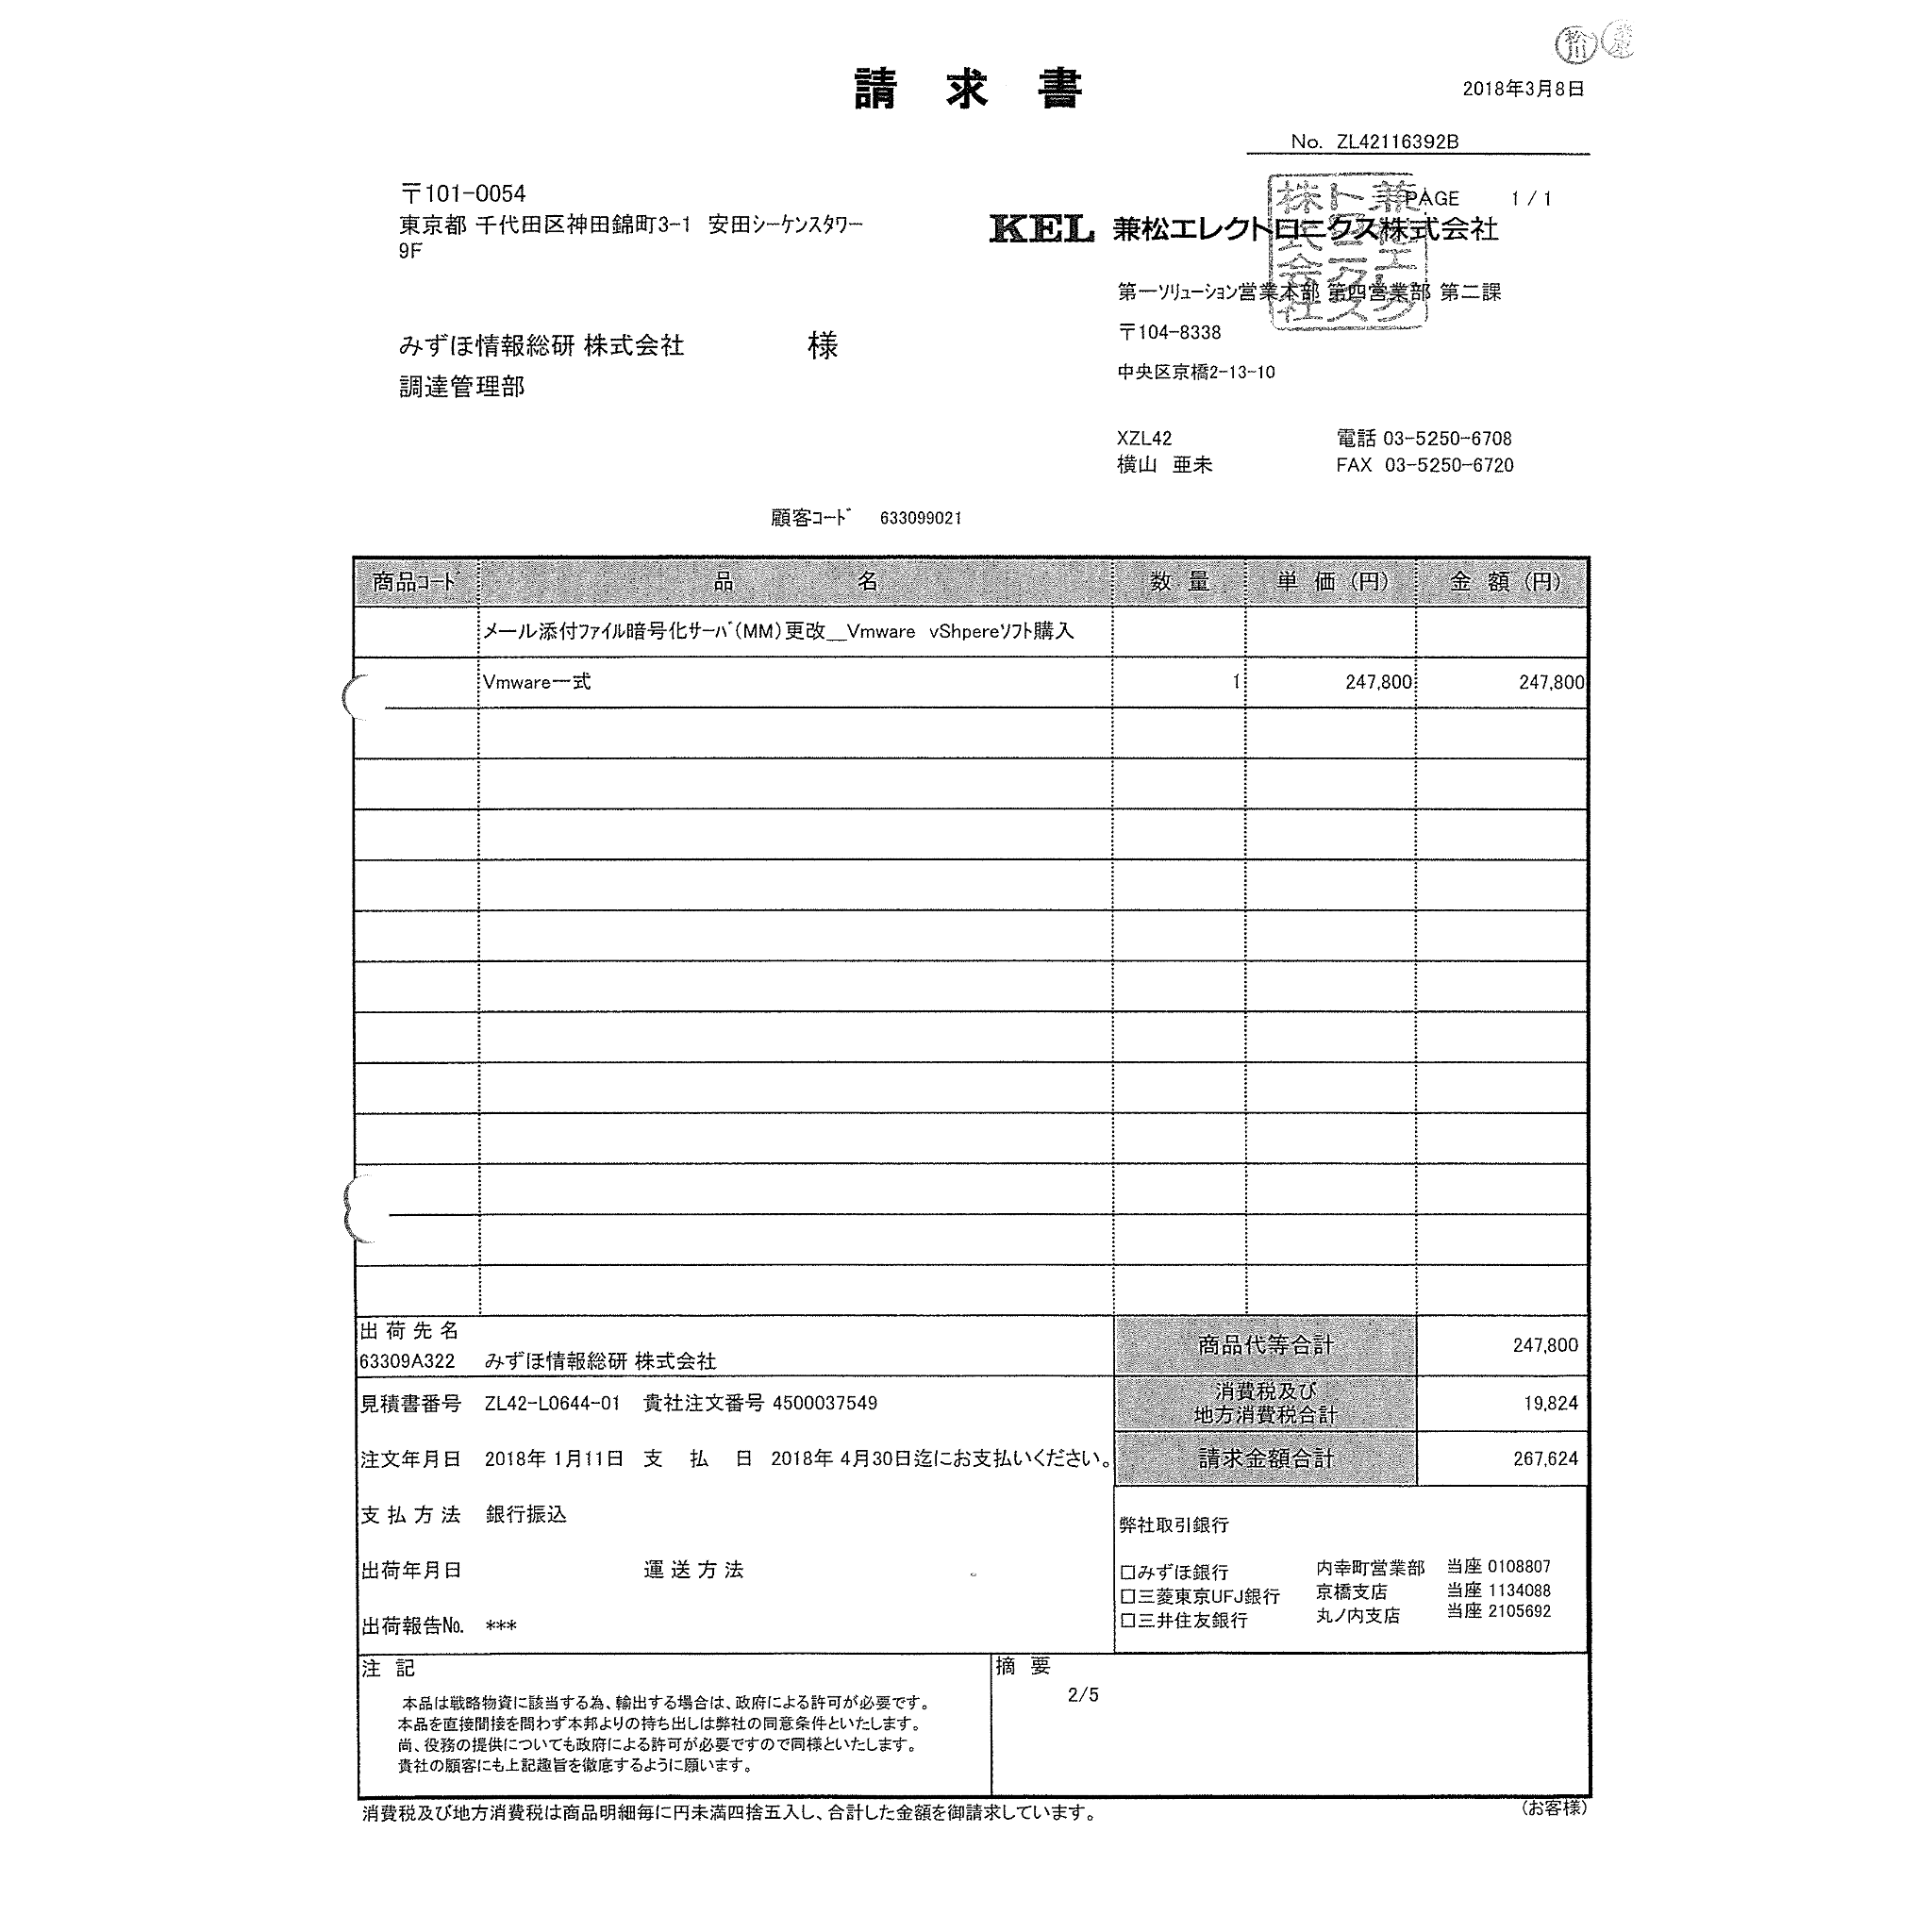 請 求 書
2018年3月8日
No. ZL42116392B
PAGE 1 / 1
〒101-0054
東京都 千代田区神田錦町3-1 安田シーケンスタワー
9F
KEL 兼松エレクトロニクス株式会社
第一ソリューション営業本部 第四営業部 第二課
〒104-8338
中央区京橋2-13-10
みずほ情報総研 株式会社 様
調達管理部
XZL42 電話 03-5250-6708
横山 亜未 FAX 03-5250-6720
顧客コード 633099021
商品コード 品 名 数 量 単 価 (円) 金 額 (円)
メール添付ファイル暗号化サーバ(MM)更改__Vmware vShpereソフト購入
Vmware一式 1 247,800 247,800
出 荷 先 名
63309A322 みずほ情報総研 株式会社
商品代等合計 247,800
見積書番号 ZL42-L0644-01 貴社注文番号 4500037549
消費税及び
地方消費税合計 19,824
注文年月日 2018年 1月11日 支 払 日 2018年 4月30日迄にお支払いください。
請求金額合計 267,624
支 払 方 法 銀行振込
出荷年月日 運 送 方 法
出荷報告No. ***
弊社取引銀行
□みずほ銀行 内幸町営業部 当座 0108807
□三菱東京UFJ銀行 京橋支店 当座 1134088
□三井住友銀行 丸ノ内支店 当座 2105692
注 記
本品は戦略物資に該当する為、輸出する場合は、政府による許可が必要です。
本品を直接間接を問わず本邦よりの持ち出しは弊社の同意条件といたします。
尚、役務の提供についても政府による許可が必要ですので同様といたします。
貴社の顧客にも上記趣旨を徹底するように願います。
摘 要
2/5
消費税及び地方消費税は商品明細毎に円未満四捨五入し、合計した金額を御請求しています。
(お客様)